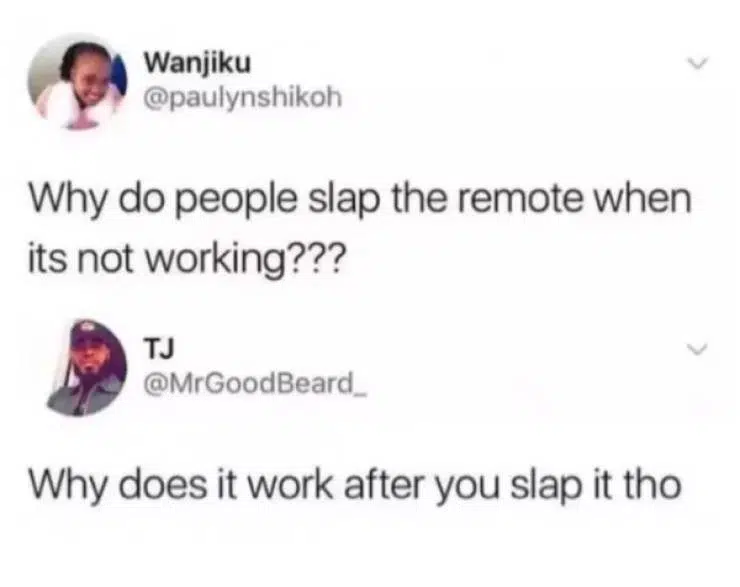 Wanjiku
@paulynshikoh
Why do people slap the remote when
its not working???
TJ
@MrGoodBeard_
Why does it work after you slap it tho